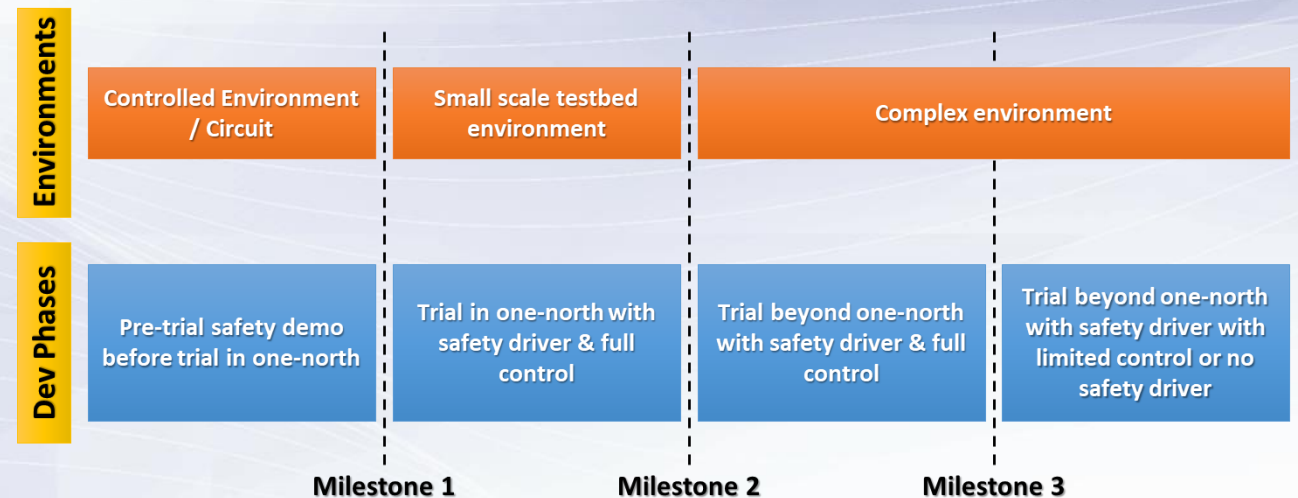 Environments
Controlled Environment
/ Circuit
Small scale testbed
environment
Complex environment
Dev Phases
Pre-trial safety demo
before trial in one-north
Trial in one-north with
safety driver & full
control
Trial beyond one-north
with safety driver & full
control
Trial beyond one-north
with safety driver with
limited control or no
safety driver
Milestone 1
Milestone 2
Milestone 3